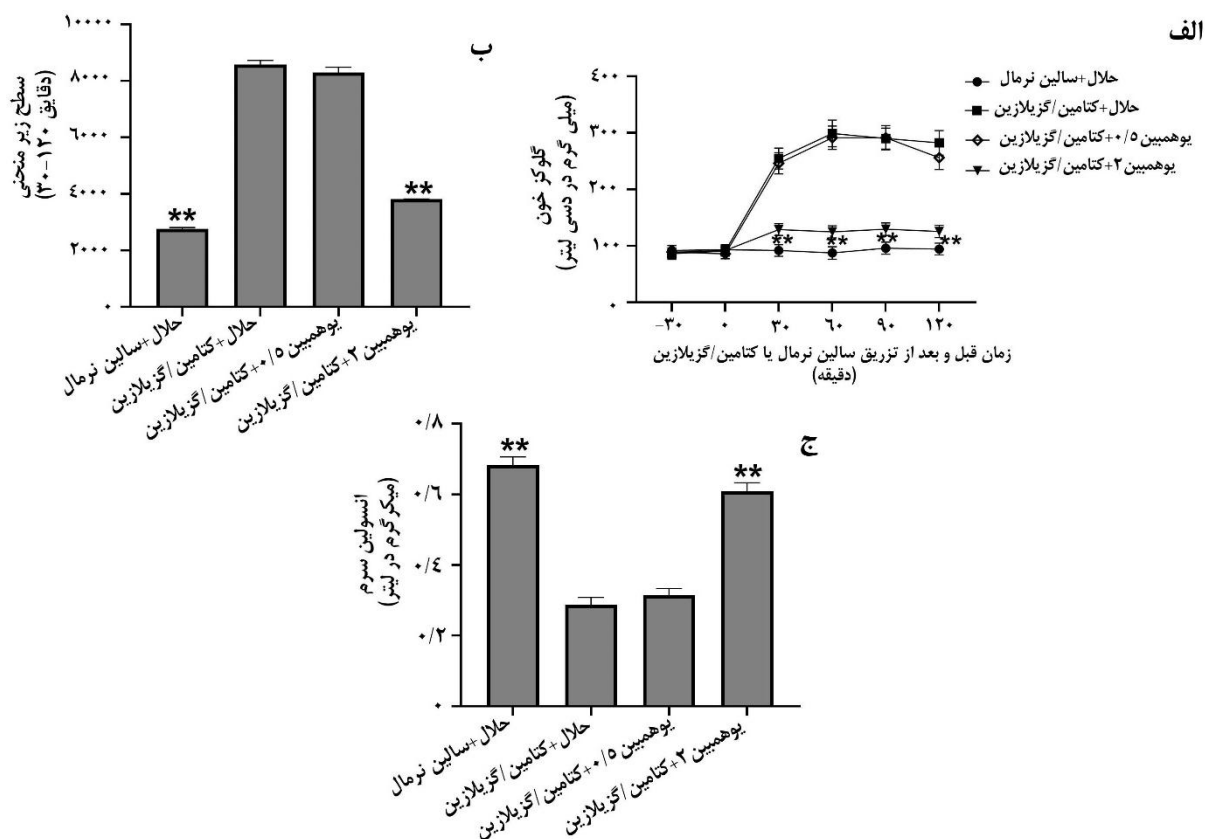 الف
حلال+سالین نرمال
حلال+کتامین/گزیلازین
یوهمبین ۰/۵+کتامین/گزیلازین
یوهمبین ۲+کتامین/گزیلازین
گلوکز خون
(میلی گرم در دسی لیتر)
۴۰۰
۳۰۰
۲۰۰
۱۰۰
۰
** ** ** **
-۳۰ ۰ ۳۰ ۶۰ ۹۰ ۱۲۰
زمان قبل و بعد از تزریق سالین نرمال یا کتامین/گزیلازین
(دقیقه)
ب
سطح زیر منحنی
(دقایق ۱۲۰-۳۰)
۱۰۰۰۰
۸۰۰۰
۶۰۰۰
۴۰۰۰
۲۰۰۰
۰
** **
حلال+سالین نرمال
حلال+کتامین/گزیلازین
یوهمبین ۰/۵+کتامین/گزیلازین
یوهمبین ۲+کتامین/گزیلازین
ج
انسولین سرم
(میکرگرم در لیتر)
۰/۸
۰/۶
۰/۴
۰/۲
۰
** **
حلال+سالین نرمال
حلال+کتامین/گزیلازین
یوهمبین ۰/۵+کتامین/گزیلازین
یوهمبین ۲+کتامین/گزیلازین